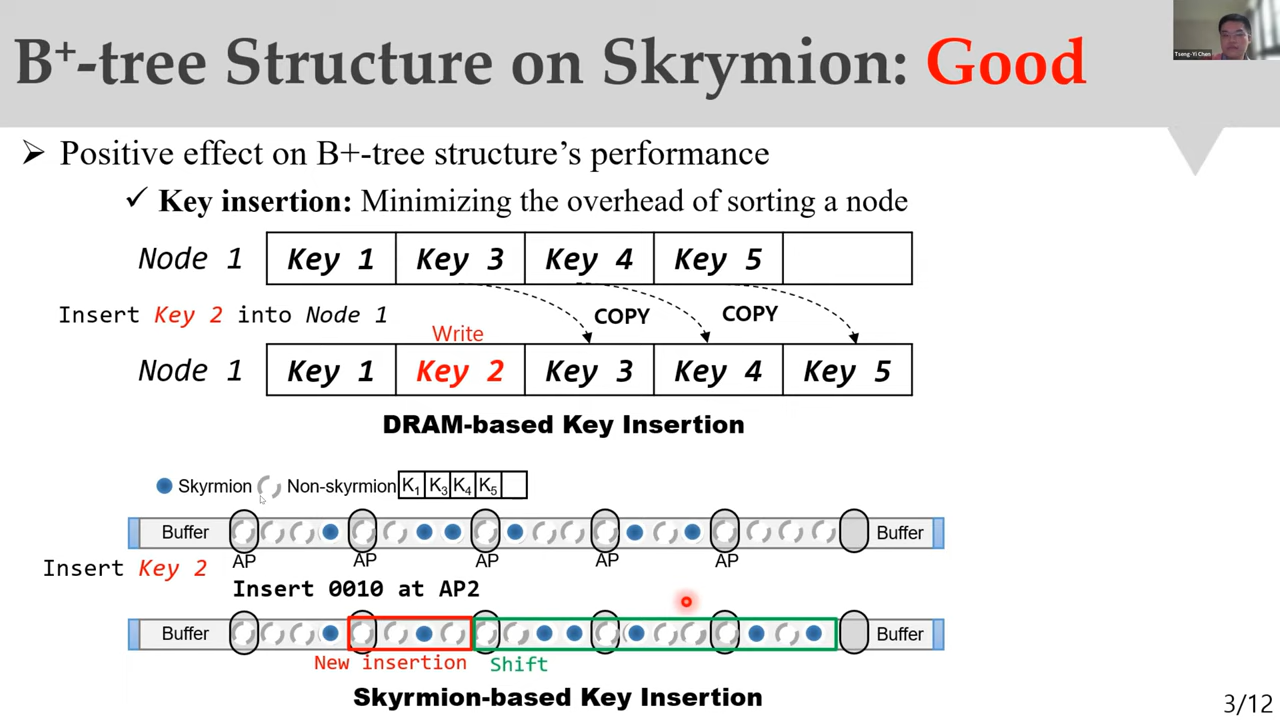 B+-tree Structure on Skrymion: Good
Tseng-Yi Chen
➢ Positive effect on B+-tree structure's performance
✓ Key insertion: Minimizing the overhead of sorting a node
Node 1 Key 1 Key 3 Key 4 Key 5
Insert Key 2 into Node 1
COPY COPY
Write
Node 1 Key 1 Key 2 Key 3 Key 4 Key 5
DRAM-based Key Insertion
Skyrmion Non-skyrmion K1 K3 K4 K5
Buffer Buffer
AP AP AP AP AP
Insert Key 2
Insert 0010 at AP2
Buffer Buffer
New insertion Shift
Skyrmion-based Key Insertion
3/12